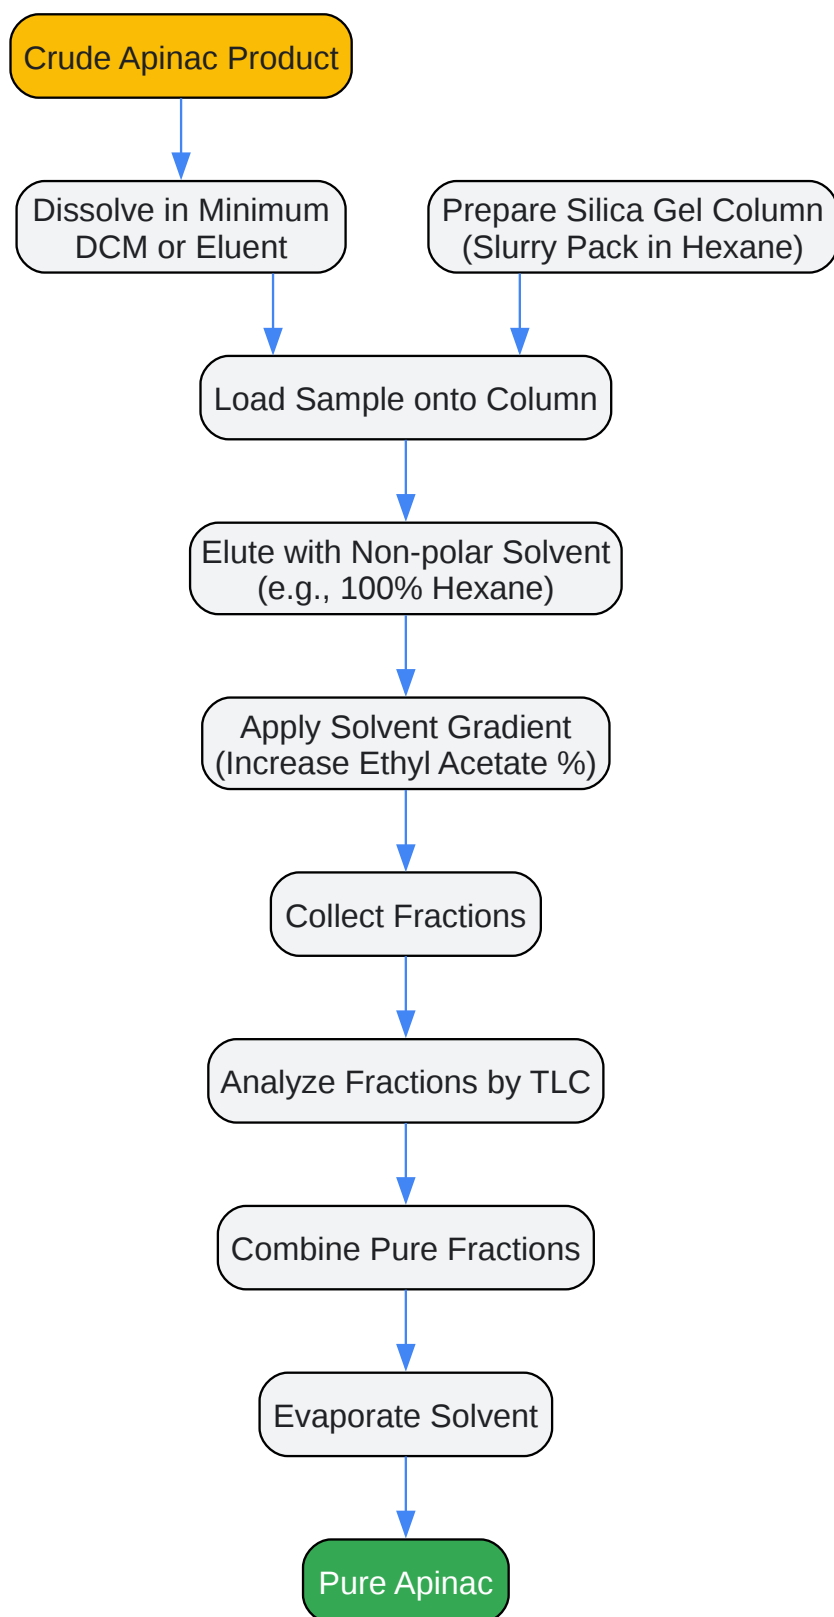 Crude Apinac Product
Dissolve in Minimum
DCM or Eluent
Prepare Silica Gel Column
(Slurry Pack in Hexane)
Load Sample onto Column
Elute with Non-polar Solvent
(e.g., 100% Hexane)
Apply Solvent Gradient
(Increase Ethyl Acetate %)
Collect Fractions
Analyze Fractions by TLC
Combine Pure Fractions
Evaporate Solvent
Pure Apinac